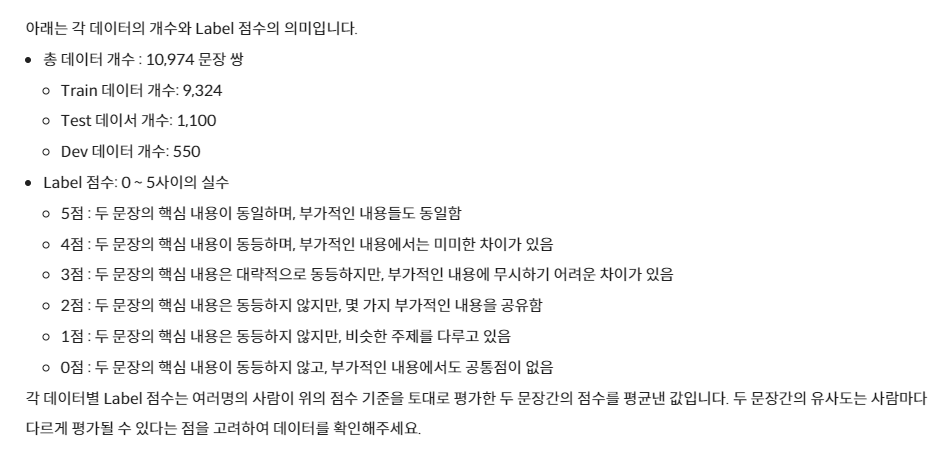 아래는 각 데이터의 개수와 Label 점수의 의미입니다.
• 총 데이터 개수 : 10,974 문장 쌍
◦ Train 데이터 개수: 9,324
◦ Test 데이서 개수: 1,100
◦ Dev 데이터 개수: 550
• Label 점수: 0 ~ 5사이의 실수
◦ 5점 : 두 문장의 핵심 내용이 동일하며, 부가적인 내용들도 동일함
◦ 4점 : 두 문장의 핵심 내용이 동등하며, 부가적인 내용에서는 미미한 차이가 있음
◦ 3점 : 두 문장의 핵심 내용은 대략적으로 동등하지만, 부가적인 내용에 무시하기 어려운 차이가 있음
◦ 2점 : 두 문장의 핵심 내용은 동등하지 않지만, 몇 가지 부가적인 내용을 공유함
◦ 1점 : 두 문장의 핵심 내용은 동등하지 않지만, 비슷한 주제를 다루고 있음
◦ 0점 : 두 문장의 핵심 내용이 동등하지 않고, 부가적인 내용에서도 공통점이 없음
각 데이터별 Label 점수는 여러명의 사람이 위의 점수 기준을 토대로 평가한 두 문장간의 점수를 평균낸 값입니다. 두 문장간의 유사도는 사람마다
다르게 평가될 수 있다는 점을 고려하여 데이터를 확인해주세요.